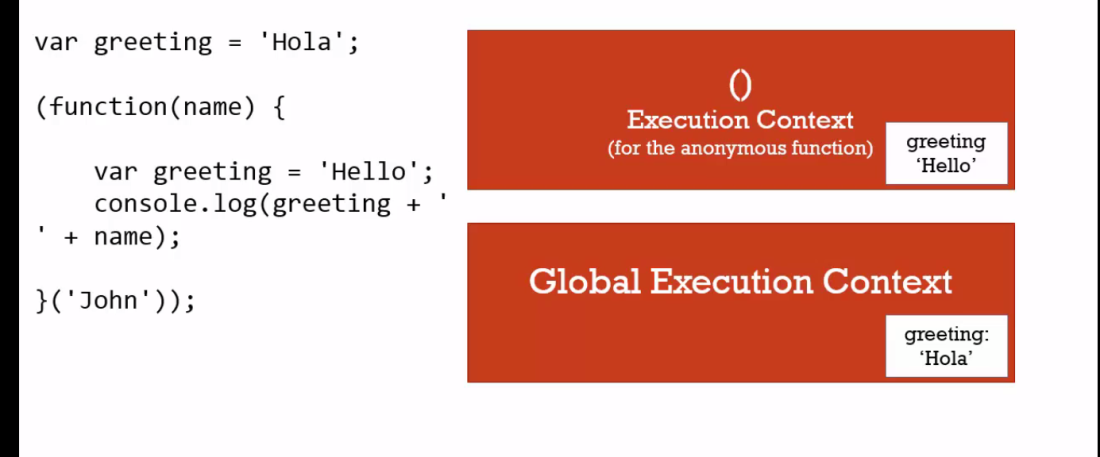 var greeting = 'Hola';
(function(name) {
var greeting = 'Hello';
console.log(greeting + '
' + name);
}('John'));
()
Execution Context
(for the anonymous function)
greeting
‘Hello’
Global Execution Context
greeting:
‘Hola’